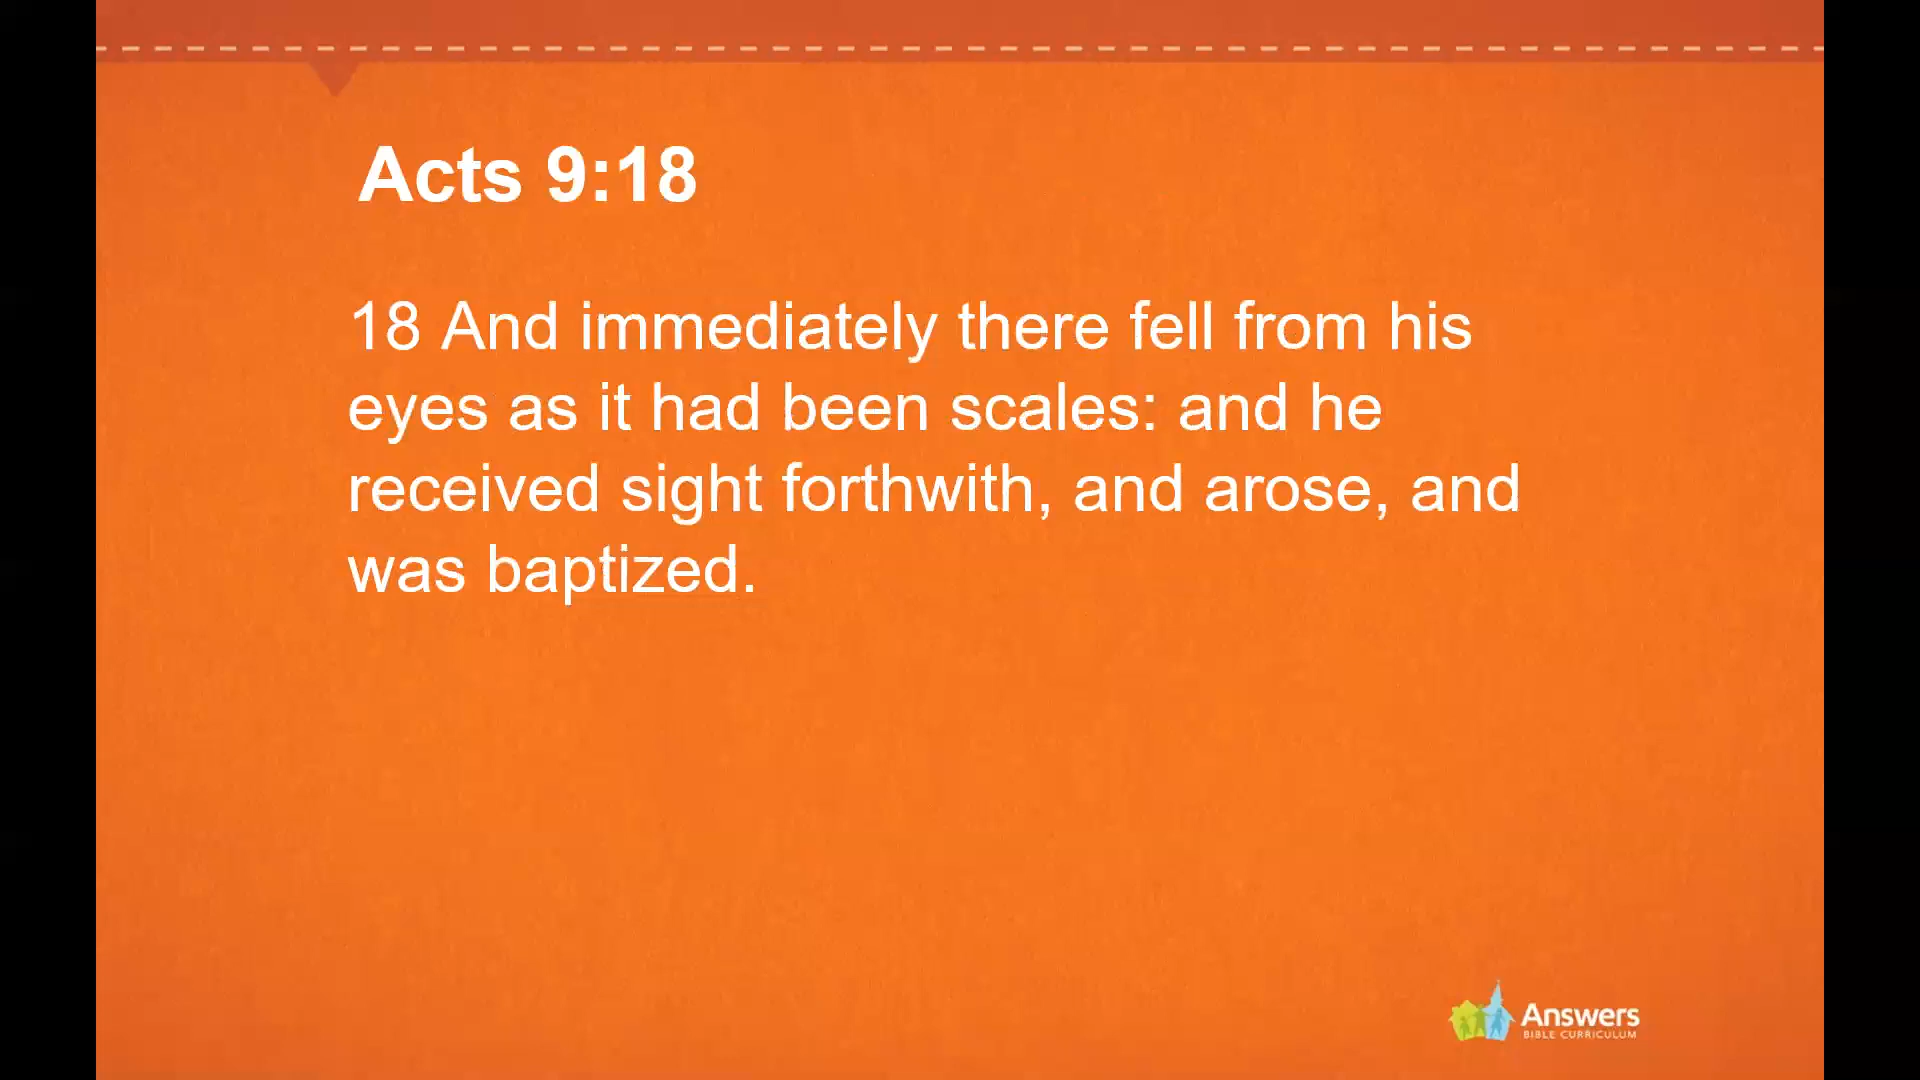 Acts 9:18
18 And immediately there fell from his
eyes as it had been scales: and he
received sight forthwith, and arose, and
was baptized.
Answers
BIBLE CURRICULUM